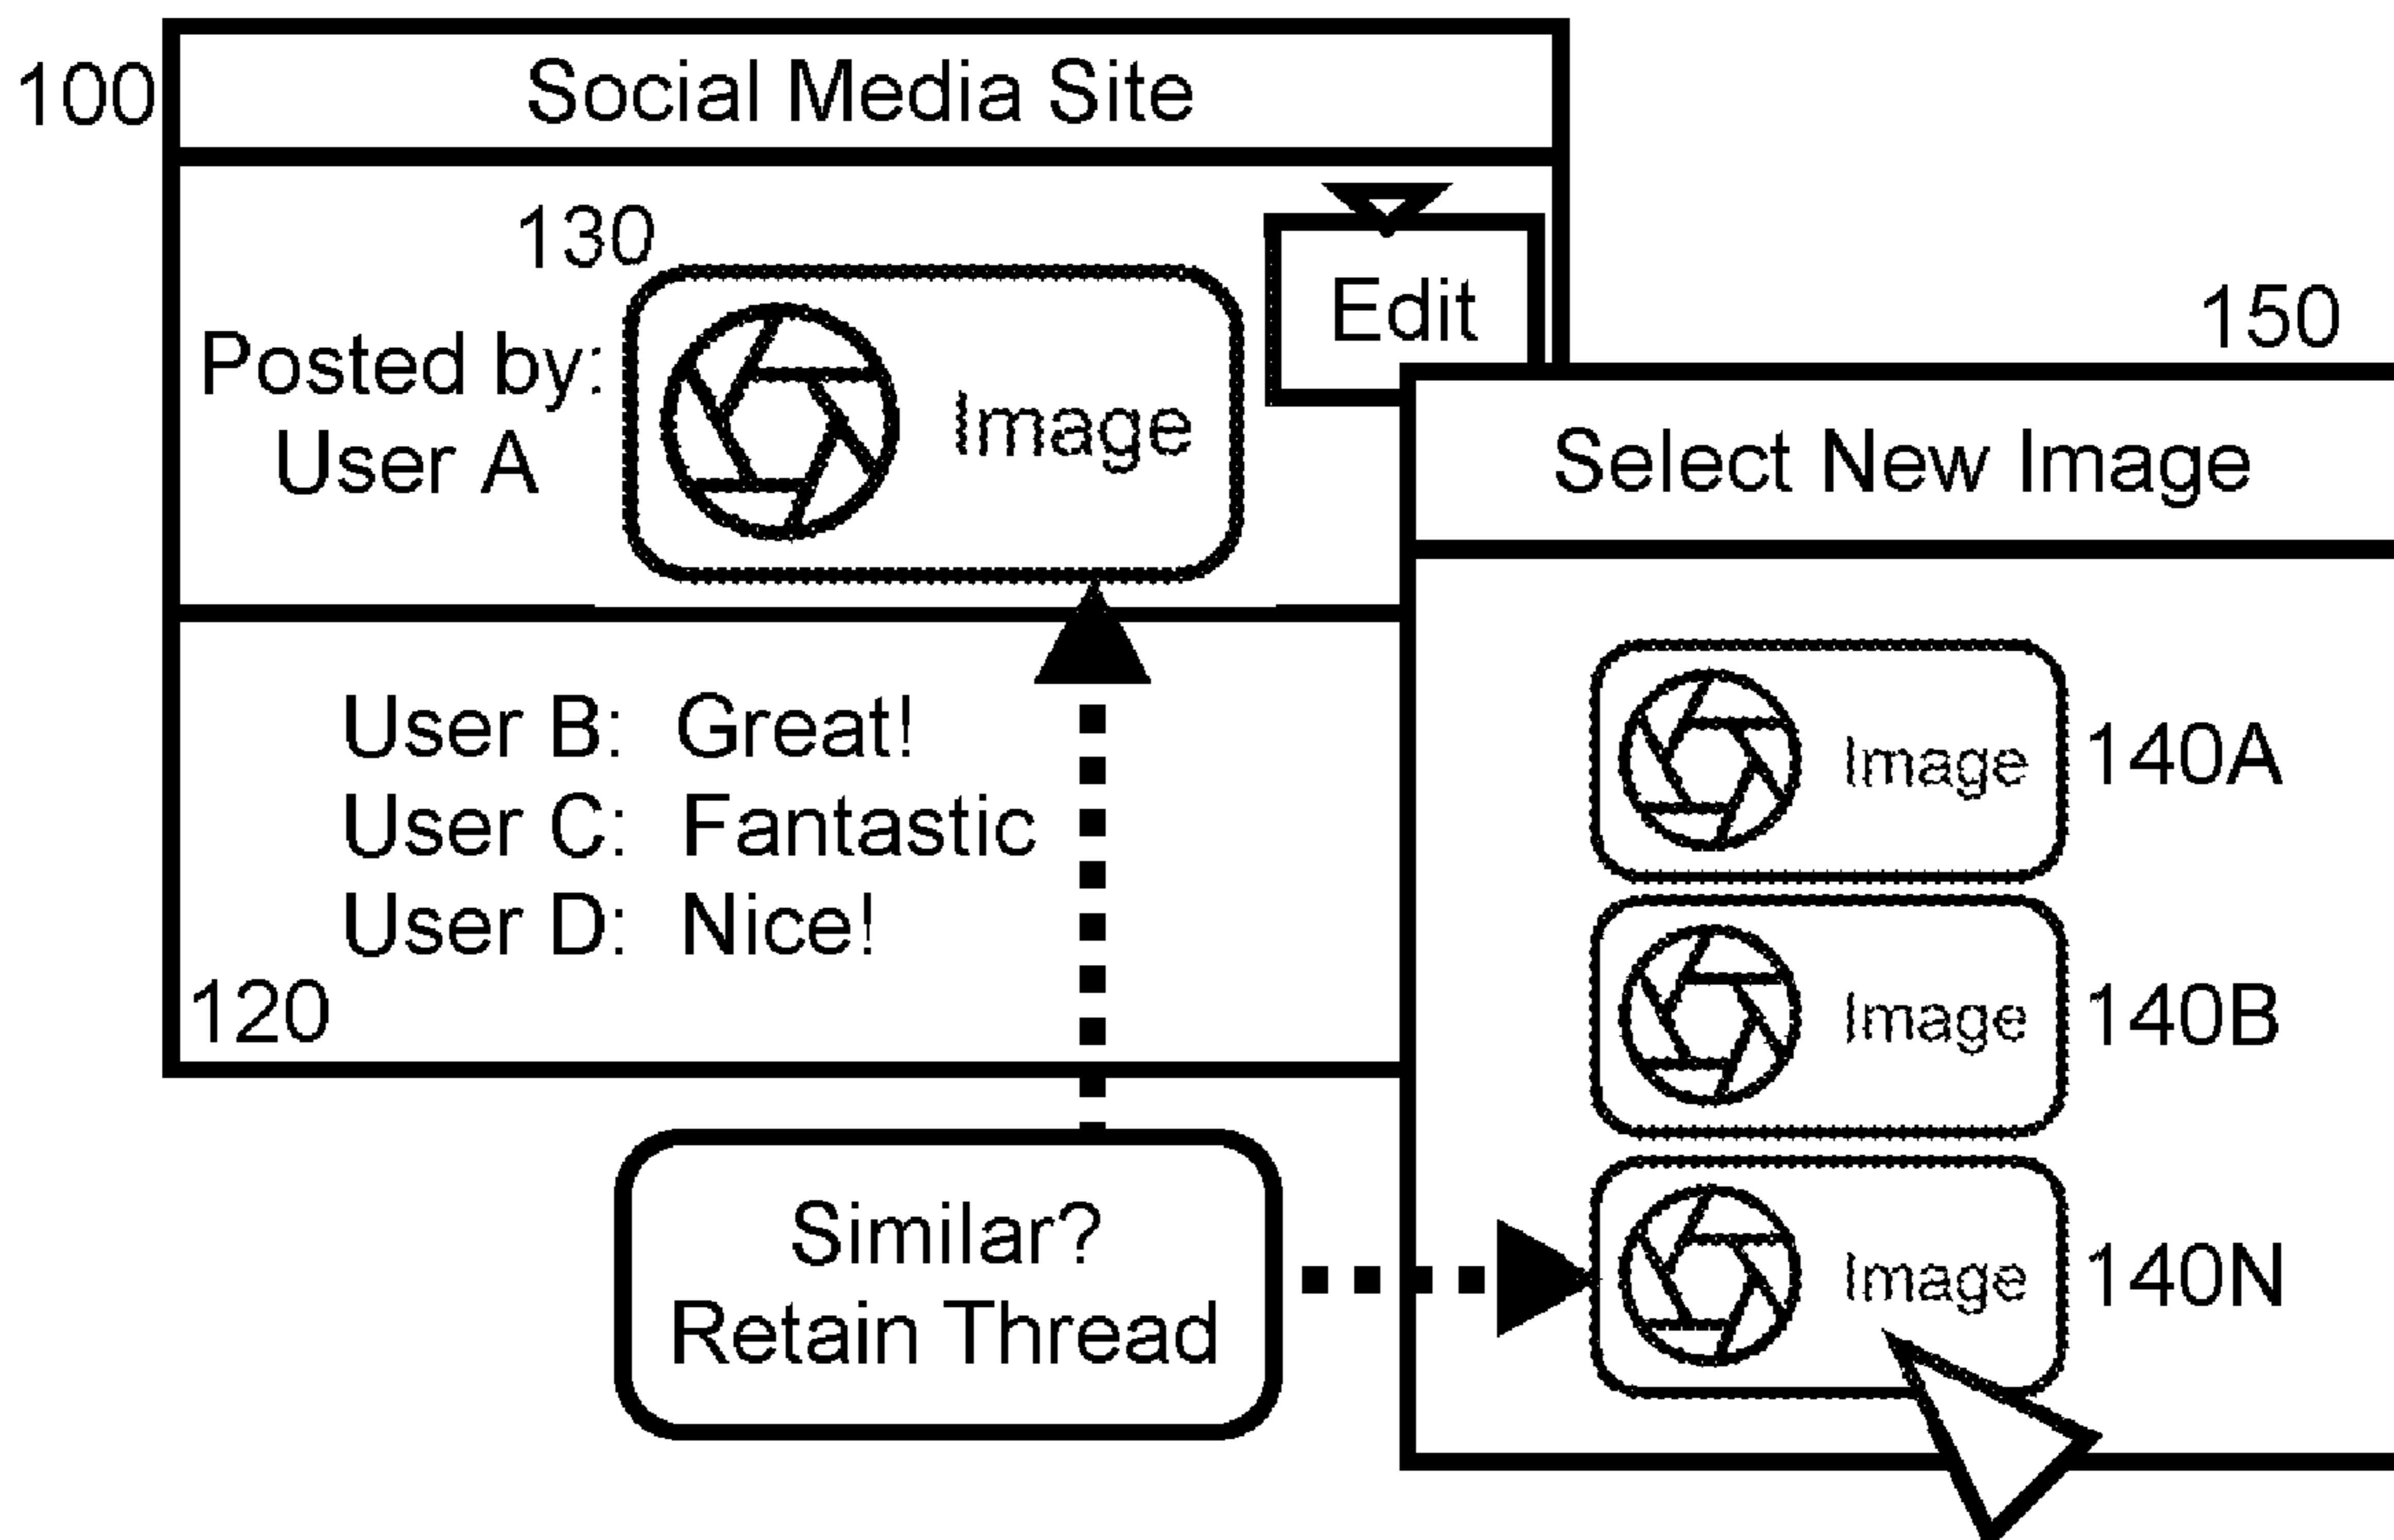 100
Social Media Site
130
Edit
Posted by:
User A
Image
150
Select New Image
User B: Great!
User C: Fantastic
User D: Nice!
120
Image 140A
Image 140B
Image 140N
Similar?
Retain Thread